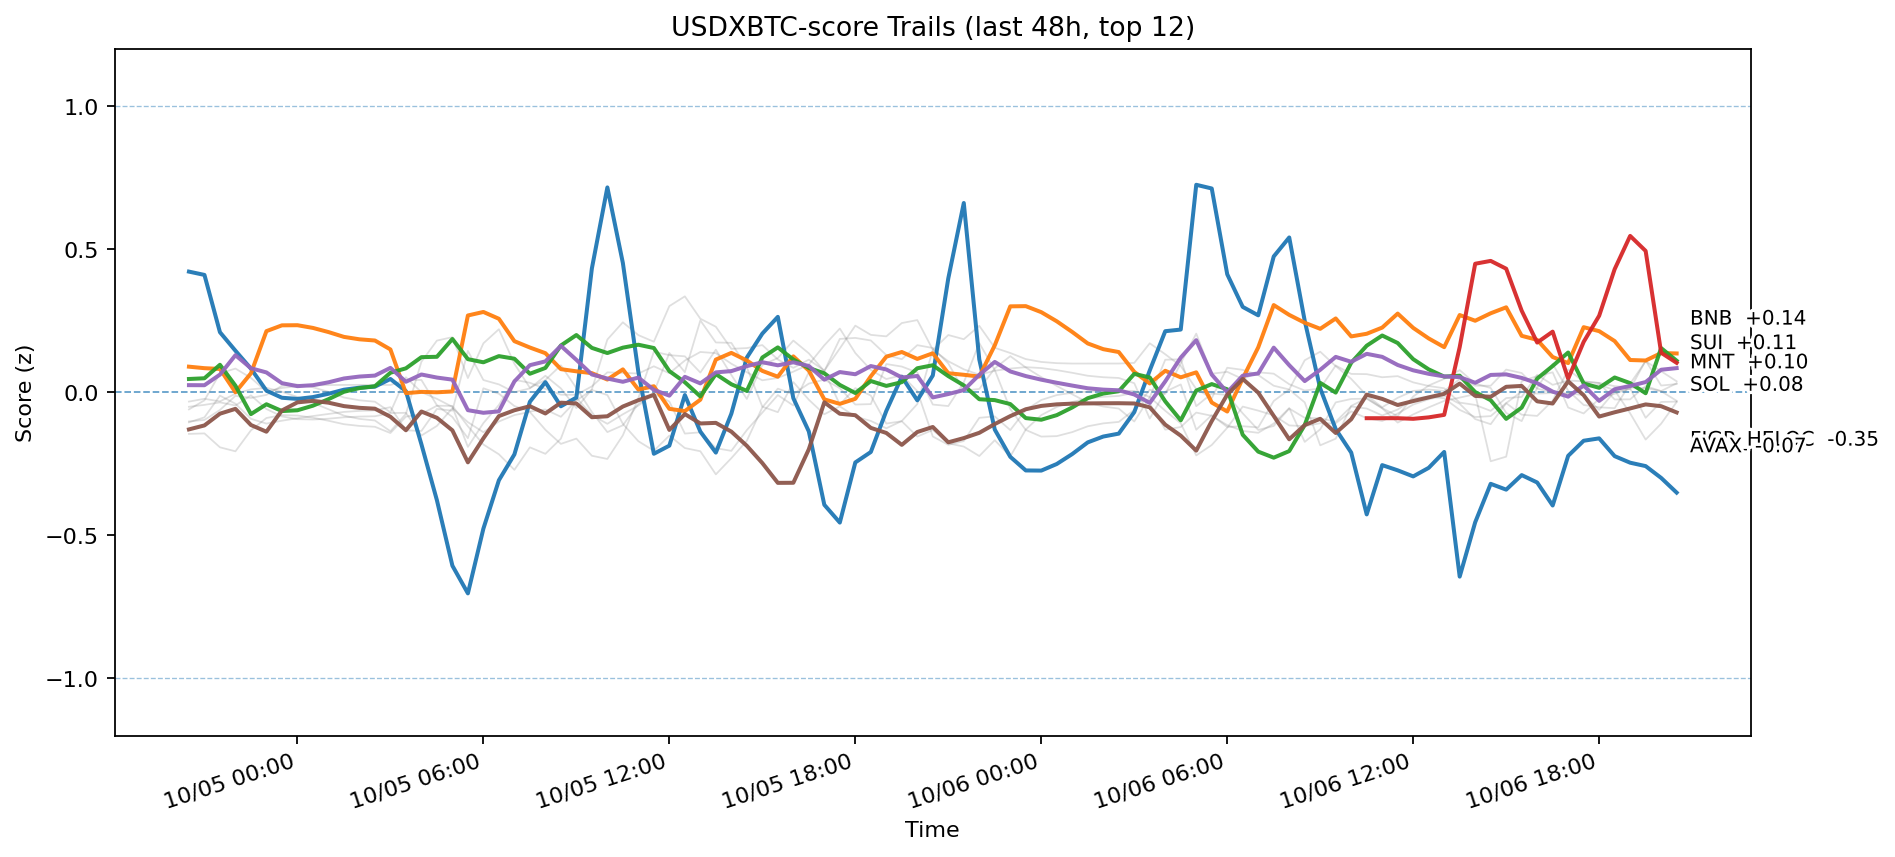 USDXBTC-score Trails (last 48h, top 12)
1.0
0.5
0.0
−0.5
−1.0
Score (z)
BNB +0.14
SUI +0.11
MNT +0.10
SOL +0.08
-0.35
AVAX -0.07
10/05 00:00
10/05 06:00
10/05 12:00
10/05 18:00
10/06 00:00
10/06 06:00
10/06 12:00
10/06 18:00
Time